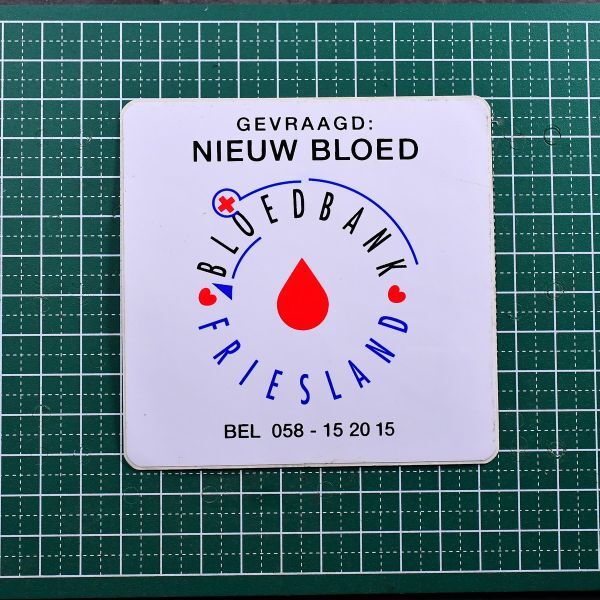 GEVRAAGD:
NIEUW BLOED
BLOEDBANK
FRIESLAND
BEL 058 - 15 20 15